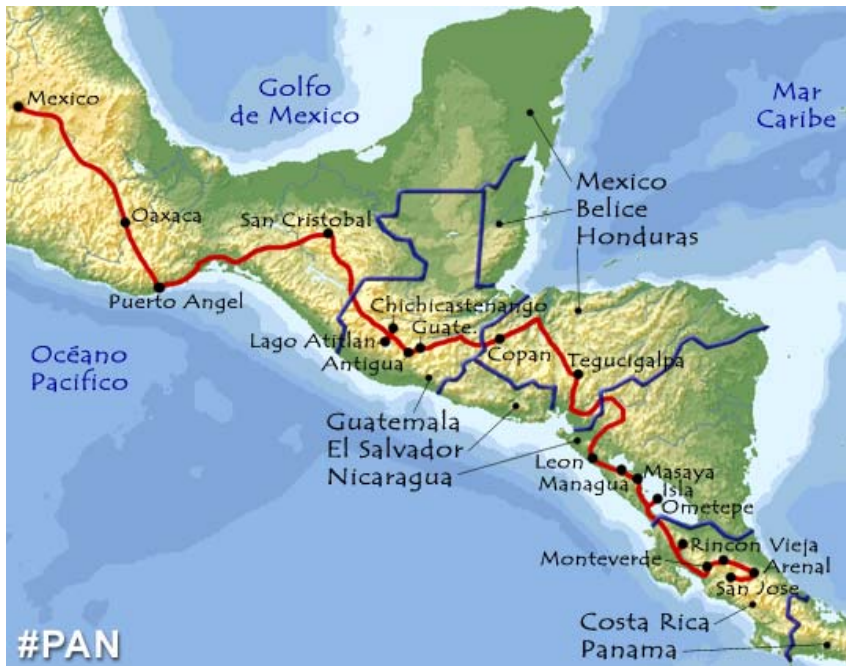 Golfo
de Mexico
Mar
Caribe
Mexico
Oaxaca
San Cristobal
Puerto Angel
Mexico
Belice
Honduras
Océano
Pacifico
Chichicastenango
Guate.
Lago Atitlan
Antigua
Copan
Tegucigalpa
Guatemala
El Salvador
Nicaragua
Leon
Managua
Masaya
Isla
Ometepe
Rincon Vieja
Monteverde
Arenal
San Jose
Costa Rica
Panama
#PAN